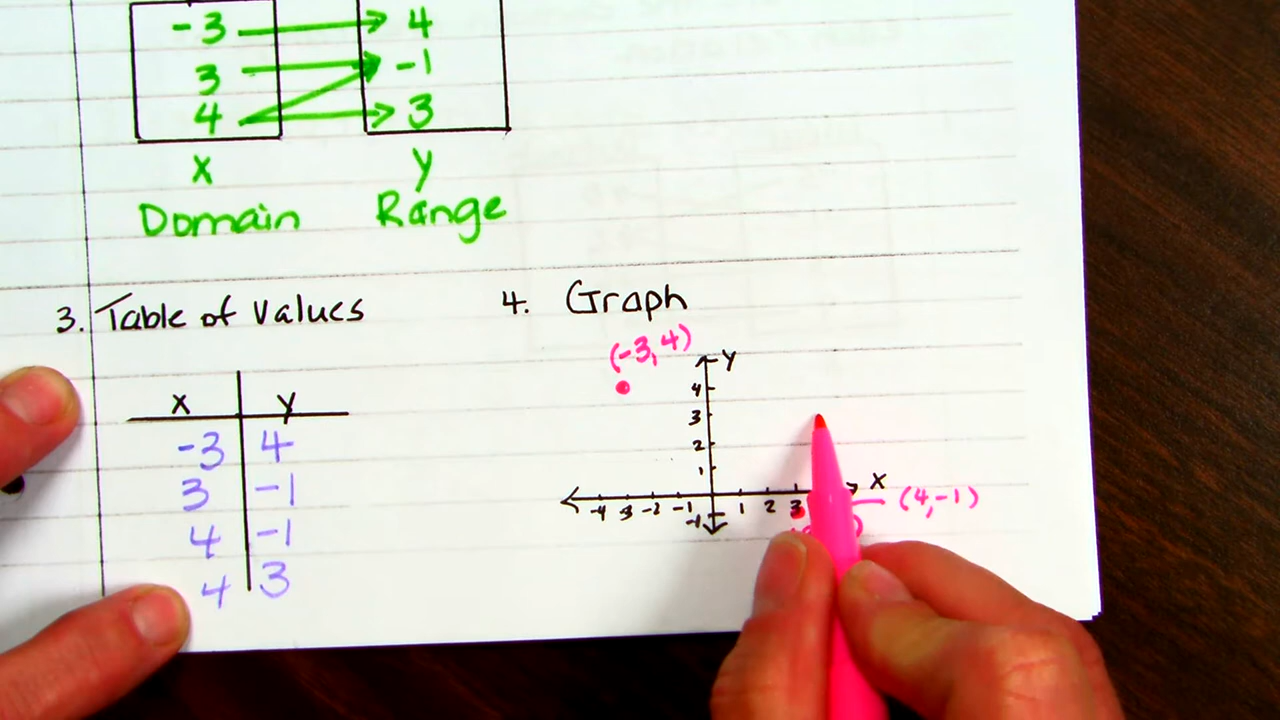 -3 4
3 -1
4 3
x y
Domain Range
3. Table of Values
x y
-3 4
3 -1
4 -1
4 3
4. Graph
(-3,4)
y
4
3
2
1
x
-4 -3 -2 -1 1 2 3
-1
(4,-1)